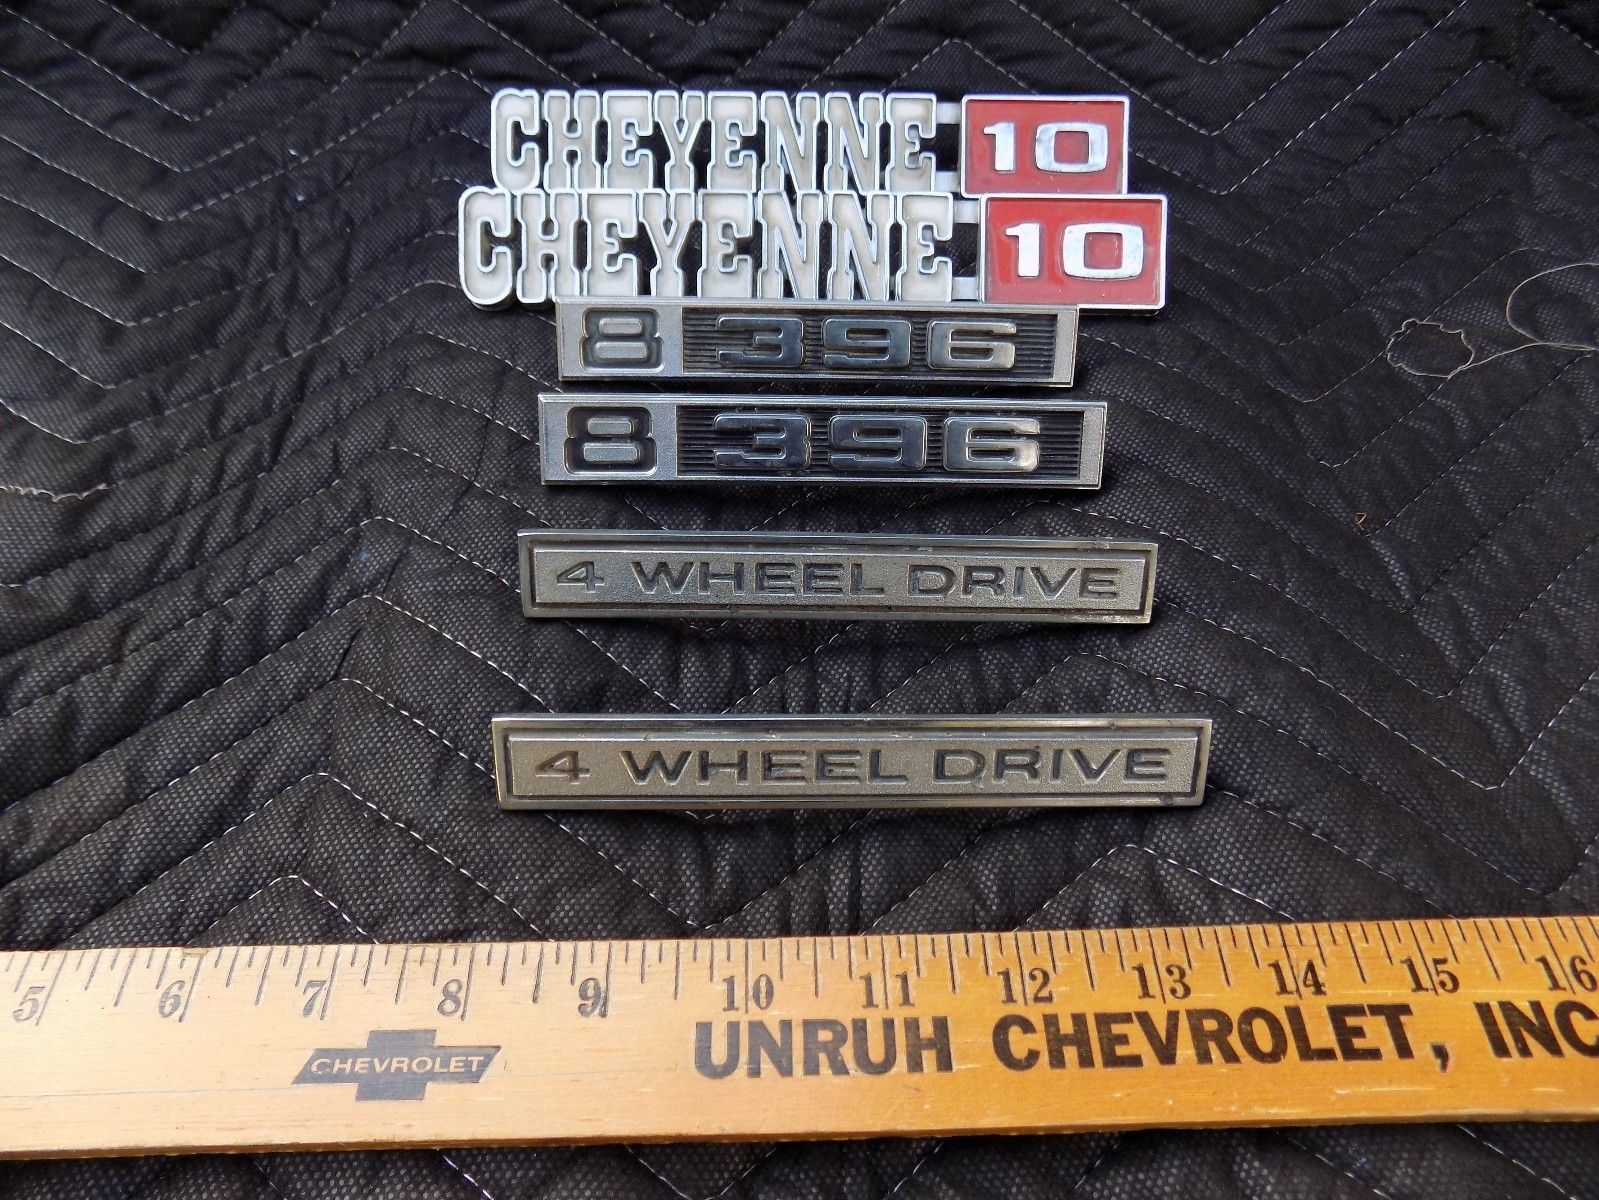 CHEYENNE 10
CHEYENNE 10
8 396
8 396
4 WHEEL DRIVE
4 WHEEL DRIVE
5 6 7 8 9 10 11 12 13 14 15 16
CHEVROLET
UNRUH CHEVROLET, INC